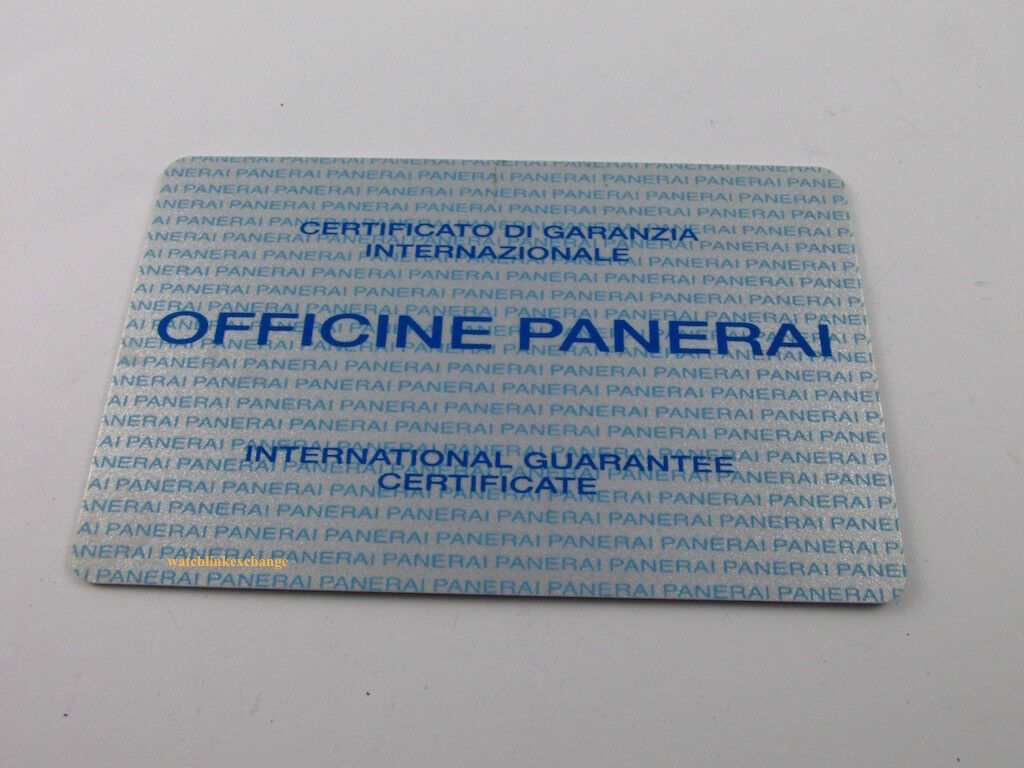 CERTIFICATO DI GARANZIA
INTERNAZIONALE
OFFICINE PANERAI
INTERNATIONAL GUARANTEE
CERTIFICATE
watchlinkexchange